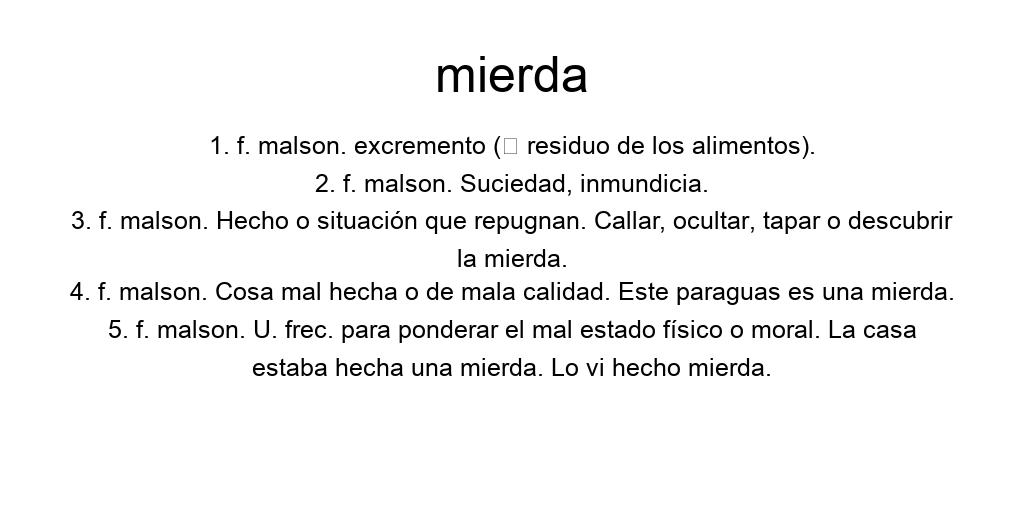 mierda
1. f. malson. excremento (▯ residuo de los alimentos).
2. f. malson. Suciedad, inmundicia.
3. f. malson. Hecho o situación que repugnan. Callar, ocultar, tapar o descubrir
la mierda.
4. f. malson. Cosa mal hecha o de mala calidad. Este paraguas es una mierda.
5. f. malson. U. frec. para ponderar el mal estado físico o moral. La casa
estaba hecha una mierda. Lo vi hecho mierda.